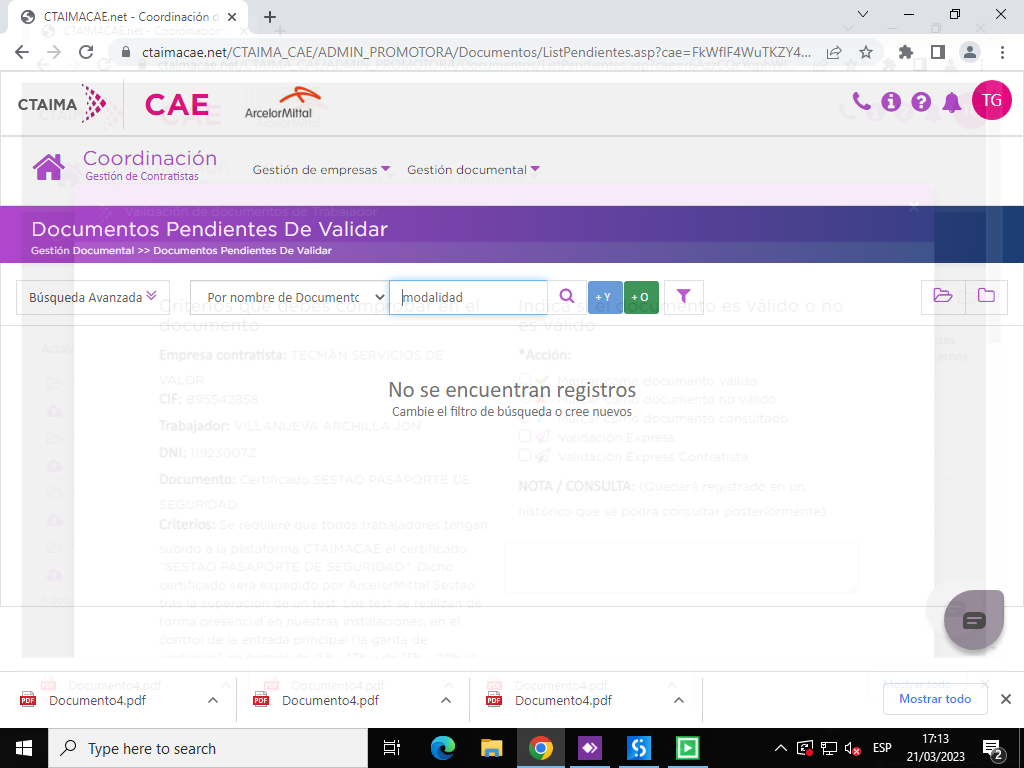 CTAIMACAE.net - Coordinación d
ctaimacae.net/CTAIMA_CAE/ADMIN_PROMOTORA/Documentos/ListPendientes.asp?cae=FkWfIF4WuTKZY4...
CTAIMA
CAE
ArcelorMittal
TG
Coordinación
Gestión de Contratistas
Gestión de empresas
Gestión documental
Validación de documentos de Trabajador
Documentos Pendientes De Validar
Gestión Documental >> Documentos Pendientes De Validar
Búsqueda Avanzada
Por nombre de Documento
modalidad
+ Y
+ O
Criterios que debes comprobar en el documento
Indica si el documento es válido o no es válido
Empresa contratista: TECMAN SERVICIOS DE VALOR
*Acción:
Marcar como documento válido
No se encuentran registros
CIF: B95542858
Marcar como documento no válido
Cambie el filtro de búsqueda o cree nuevos
Marcar como documento consultado
Trabajador: VILLANUEVA ARCHILLA JON
Validación Express
DNI: 11923007Z
Validación Express Contratista
Documento: Certificado SESTAO PASAPORTE DE SEGURIDAD
NOTA / CONSULTA: (Quedará registrado en un
histórico que se podrá consultar posteriormente)
Criterios: Se requiere que todos trabajadores tengan
subido a la plataforma CTAIMACAE el certificado
"SESTAO PASAPORTE DE SEGURIDAD". Dicho
certificado será expedido por ArcelorMittal Sestao
tras la superación de un test. Los test se realizan de
forma presencial en nuestras instalaciones, en el
control de la entrada principal (la garita de
Documento4.pdf
Documento4.pdf
Documento4.pdf
Mostrar todo
Type here to search
ESP
17:13
21/03/2023
2